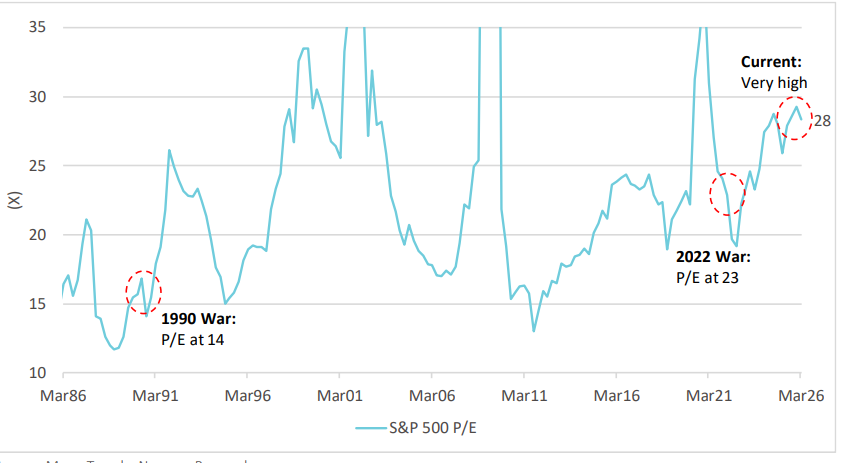 35
30
25
20
15
10
(X)
Current:
Very high
28
2022 War:
P/E at 23
1990 War:
P/E at 14
Mar86 Mar91 Mar96 Mar01 Mar06 Mar11 Mar16 Mar21 Mar26
S&P 500 P/E